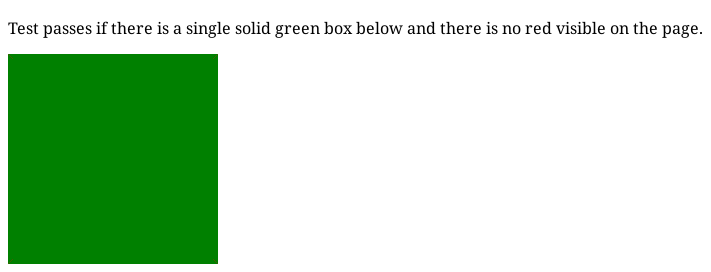 Test passes if there is a single solid green box below and there is no red visible on the page.